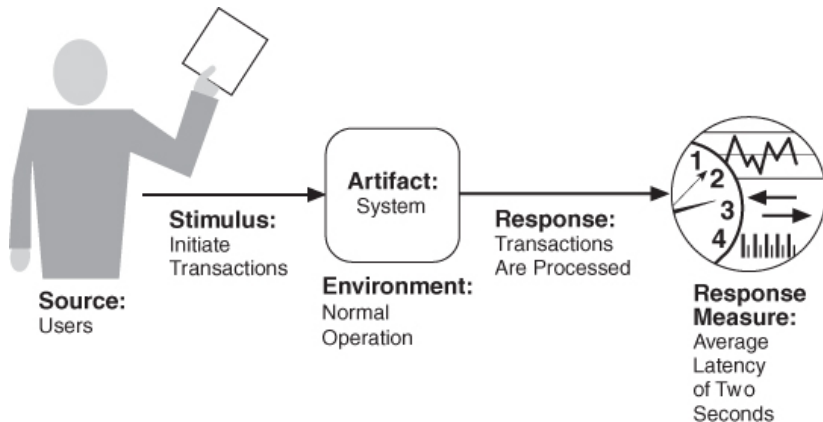 Source:
Users
Stimulus:
Initiate
Transactions
Artifact:
System
Environment:
Normal
Operation
Response:
Transactions
Are Processed
1
2
3
4
Response
Measure:
Average
Latency
of Two
Seconds